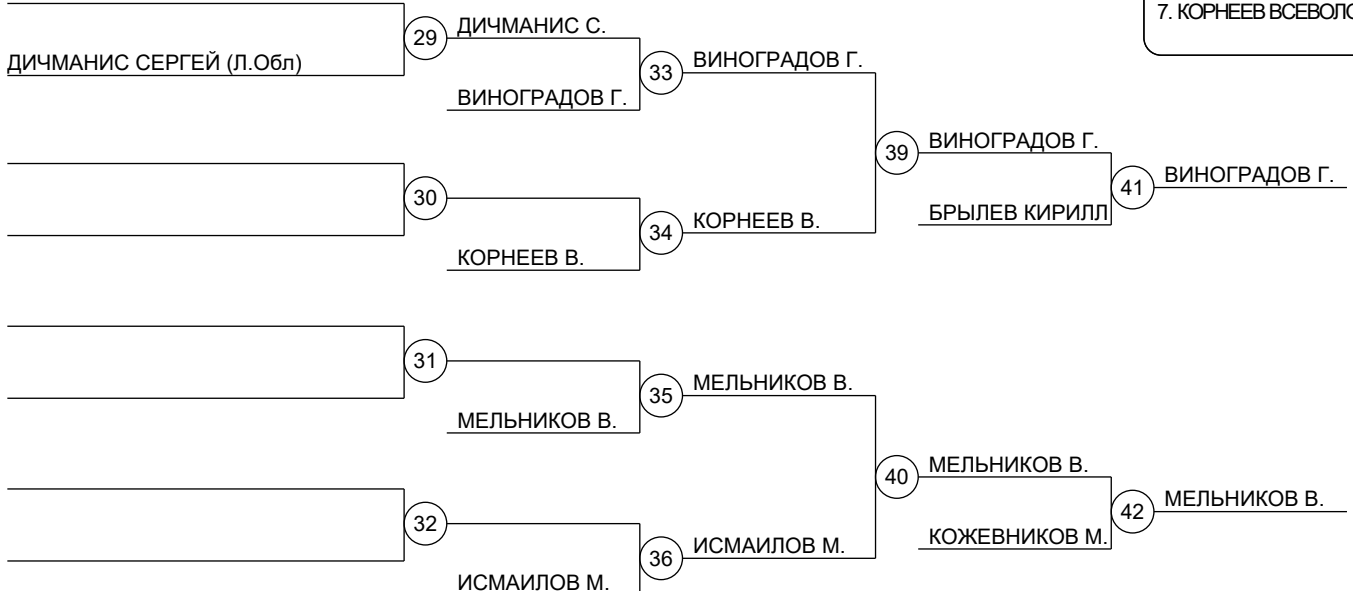 7. КОРНЕЕВ
29
ДИЧМАНИС С.
ДИЧМАНИС СЕРГЕЙ (Л.Обл)
33
ВИНОГРАДОВ Г.
ВИНОГРАДОВ Г.
39
ВИНОГРАДОВ Г.
41
ВИНОГРАДОВ Г.
30
БРЫЛЕВ КИРИЛЛ
34
КОРНЕЕВ В.
КОРНЕЕВ В.
31
35
МЕЛЬНИКОВ В.
МЕЛЬНИКОВ В.
40
МЕЛЬНИКОВ В.
42
МЕЛЬНИКОВ В.
32
КОЖЕВНИКОВ М.
36
ИСМАИЛОВ М.
ИСМАИЛОВ М.